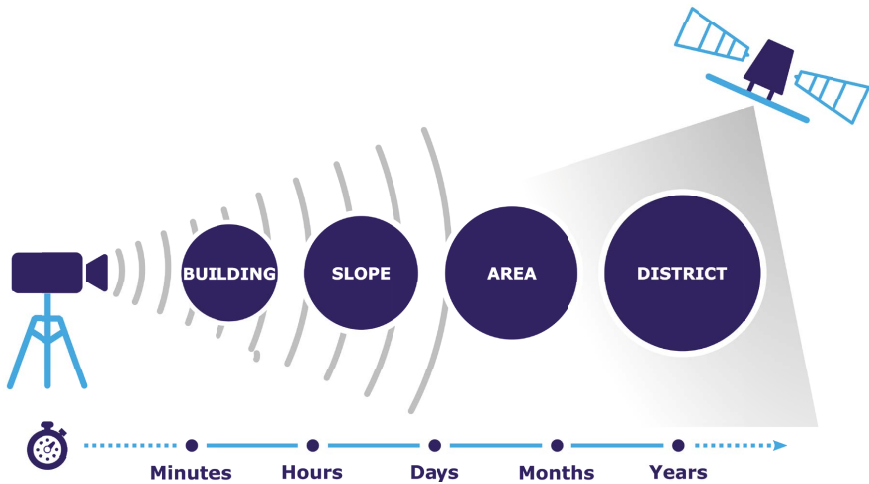 BUILDING
SLOPE
AREA
DISTRICT
Minutes
Hours
Days
Months
Years